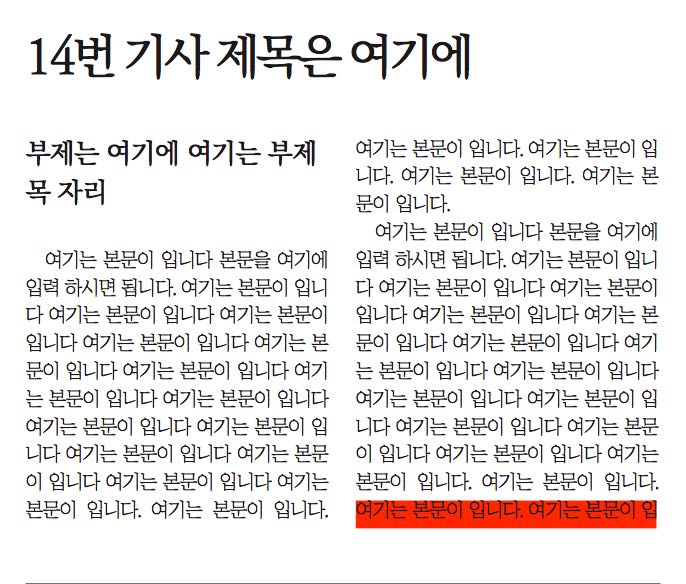 14번 기사 제목은 여기에
부제는 여기에 여기는 부제
목 자리
여기는 본문이 입니다 본문을 여기에
입력 하시면 됩니다. 여기는 본문이 입니
다 여기는 본문이 입니다 여기는 본문이
입니다 여기는 본문이 입니다 여기는 본
문이 입니다 여기는 본문이 입니다 여기
는 본문이 입니다 여기는 본문이 입니다
여기는 본문이 입니다 여기는 본문이 입
니다 여기는 본문이 입니다 여기는 본문
이 입니다 여기는 본문이 입니다 여기는
본문이 입니다. 여기는 본문이 입니다.
여기는 본문이 입니다. 여기는 본문이 입
니다. 여기는 본문이 입니다. 여기는 본
문이 입니다.
여기는 본문이 입니다 본문을 여기에
입력 하시면 됩니다. 여기는 본문이 입니
다 여기는 본문이 입니다 여기는 본문이
입니다 여기는 본문이 입니다 여기는 본
문이 입니다 여기는 본문이 입니다 여기
는 본문이 입니다 여기는 본문이 입니다
여기는 본문이 입니다 여기는 본문이 입
니다 여기는 본문이 입니다 여기는 본문
이 입니다 여기는 본문이 입니다 여기는
본문이 입니다. 여기는 본문이 입니다.
여기는 본문이 입니다. 여기는 본문이 입